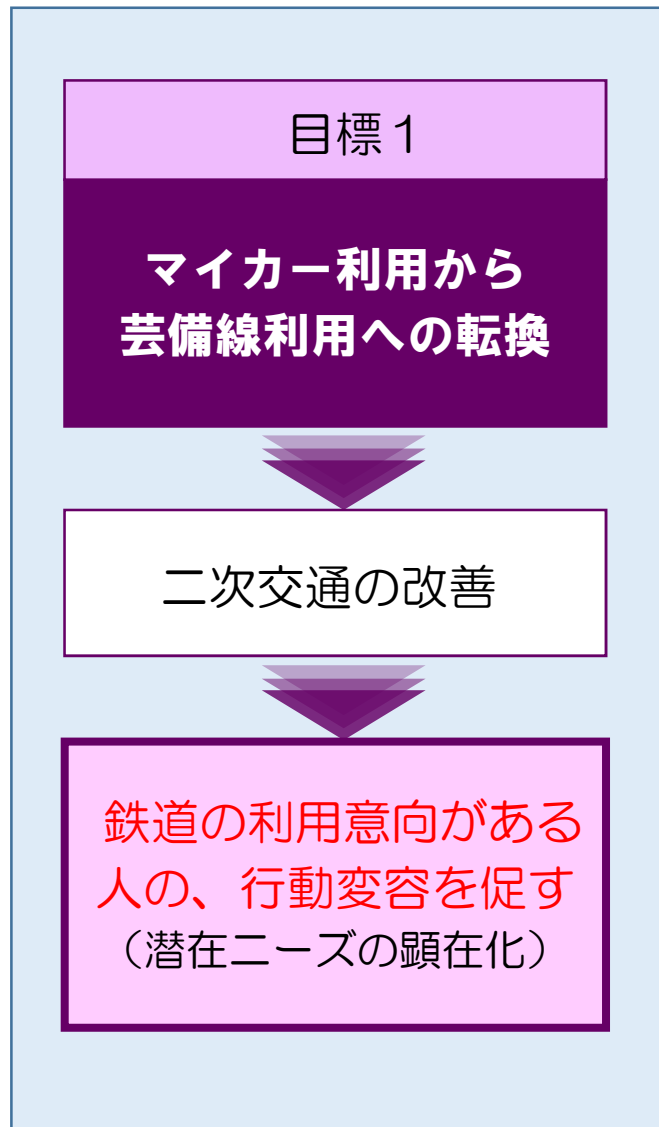 目標１
マイカー利用から
芸備線利用への転換
二次交通の改善
鉄道の利用意向がある
人の、行動変容を促す
（潜在ニーズの顕在化）